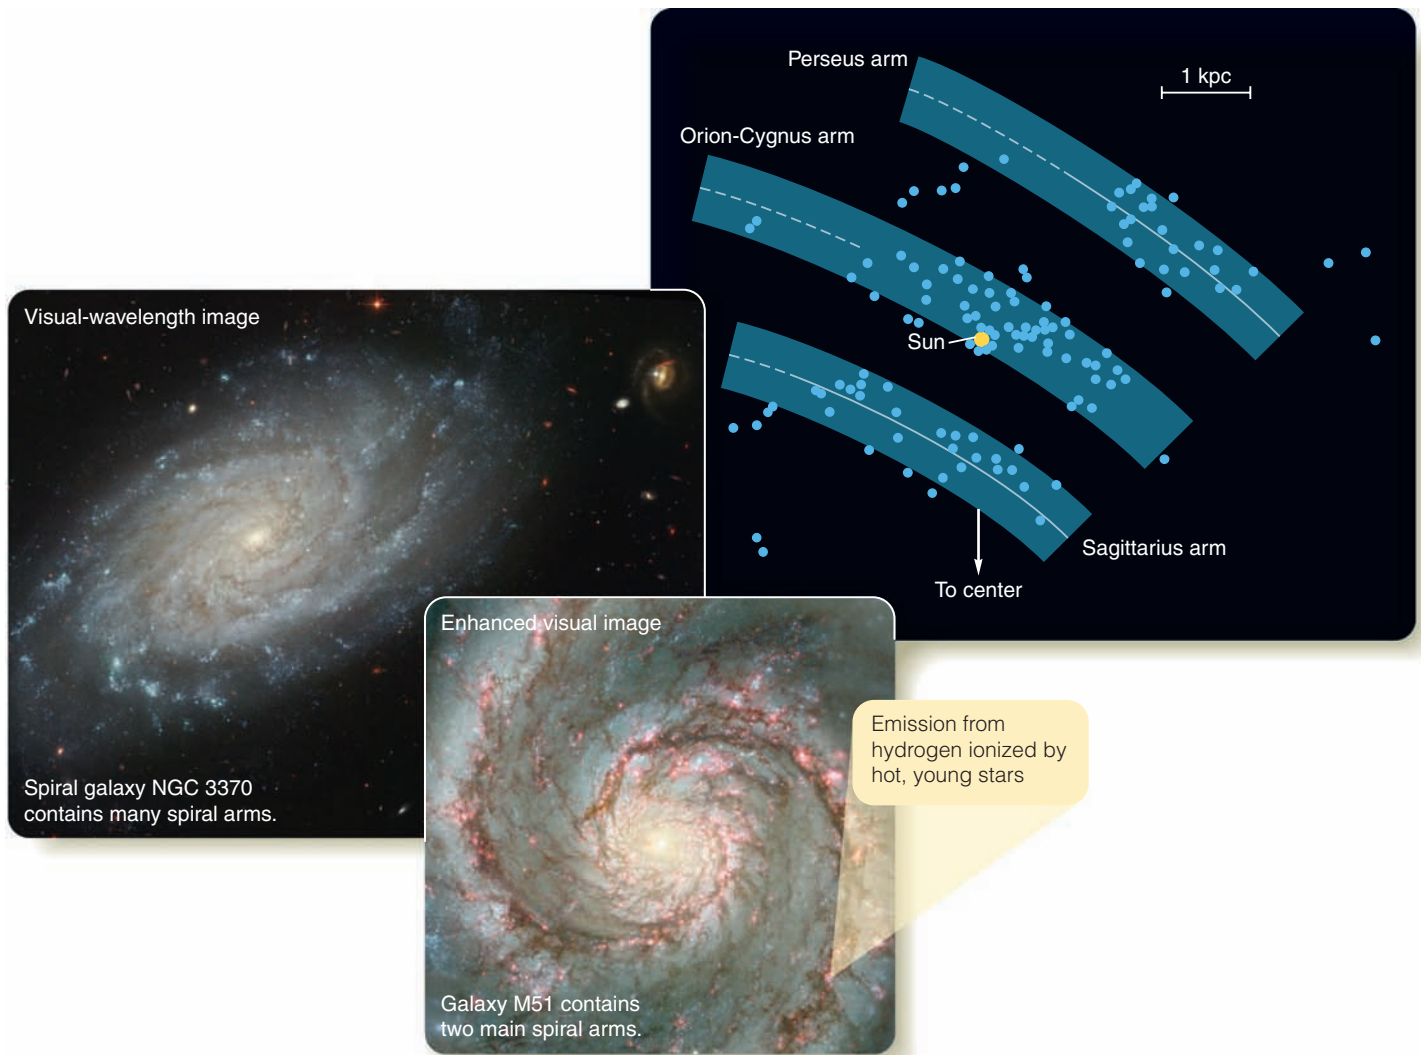 Perseus arm
1 kpc
Orion-Cygnus arm
Sun
Sagittarius arm
To center
Visual-wavelength image
Spiral galaxy NGC 3370
contains many spiral arms.
Enhanced visual image
Emission from
hydrogen ionized by
hot, young stars
Galaxy M51 contains
two main spiral arms.